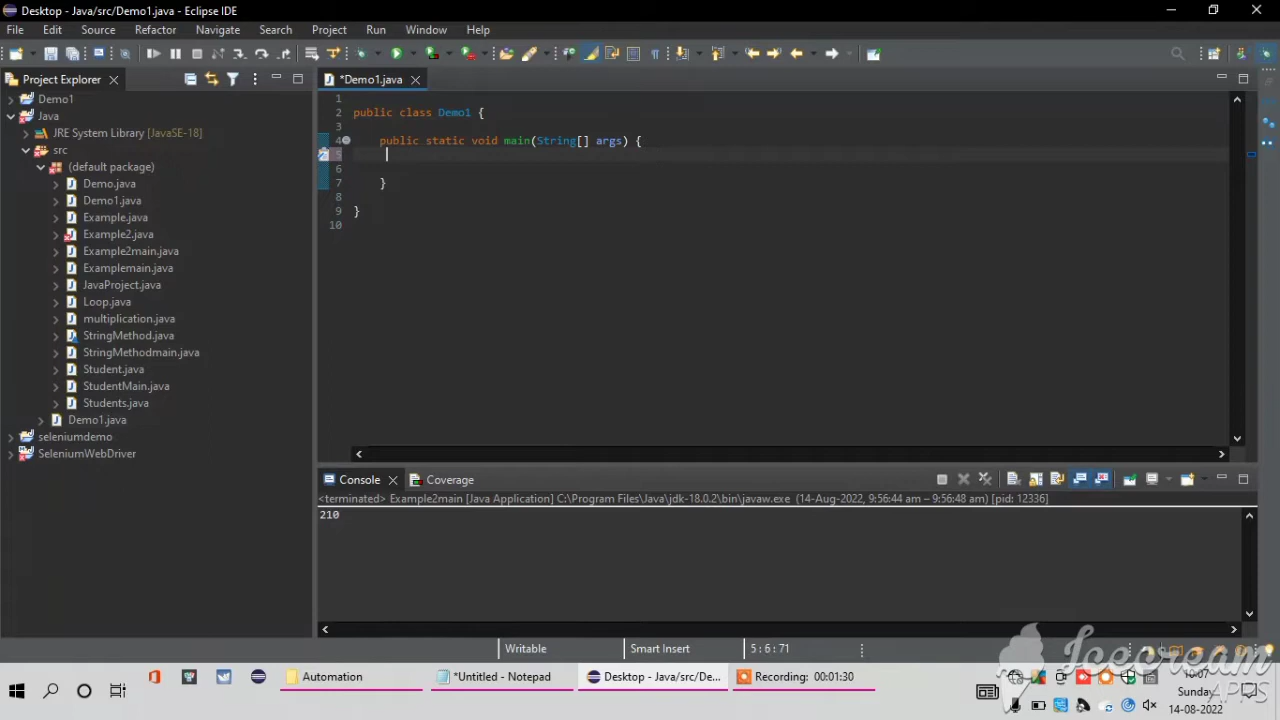 Desktop - Java/src/Demo1.java - Eclipse IDE
File Edit Source Refactor Navigate Search Project Run Window Help
Project Explorer
*Demo1.java
Demo1
Java
JRE System Library [JavaSE-18]
src
(default package)
Demo.java
Demo1.java
Example.java
Example2.java
Example2main.java
Examplemain.java
JavaProject.java
Loop.java
multiplication.java
StringMethod.java
StringMethodmain.java
Student.java
StudentMain.java
Students.java
Demo1.java
seleniumdemo
SeleniumWebDriver
1
2 public class Demo1 {
3
4 public static void main(String[] args) {
5
6
7 }
8
9 }
10
Console Coverage
<terminated> Example2main [Java Application] C:\Program Files\Java\jdk-18.0.2\bin\javaw.exe (14-Aug-2022, 9:56:44 am – 9:56:48 am) [pid: 12336]
210
Writable Smart Insert 5 : 6 : 71
Automation *Untitled - Notepad Desktop - Java/src/De... Recording: 00:01:30
10:07
Sunday
14-08-2022
Icecream
APPS